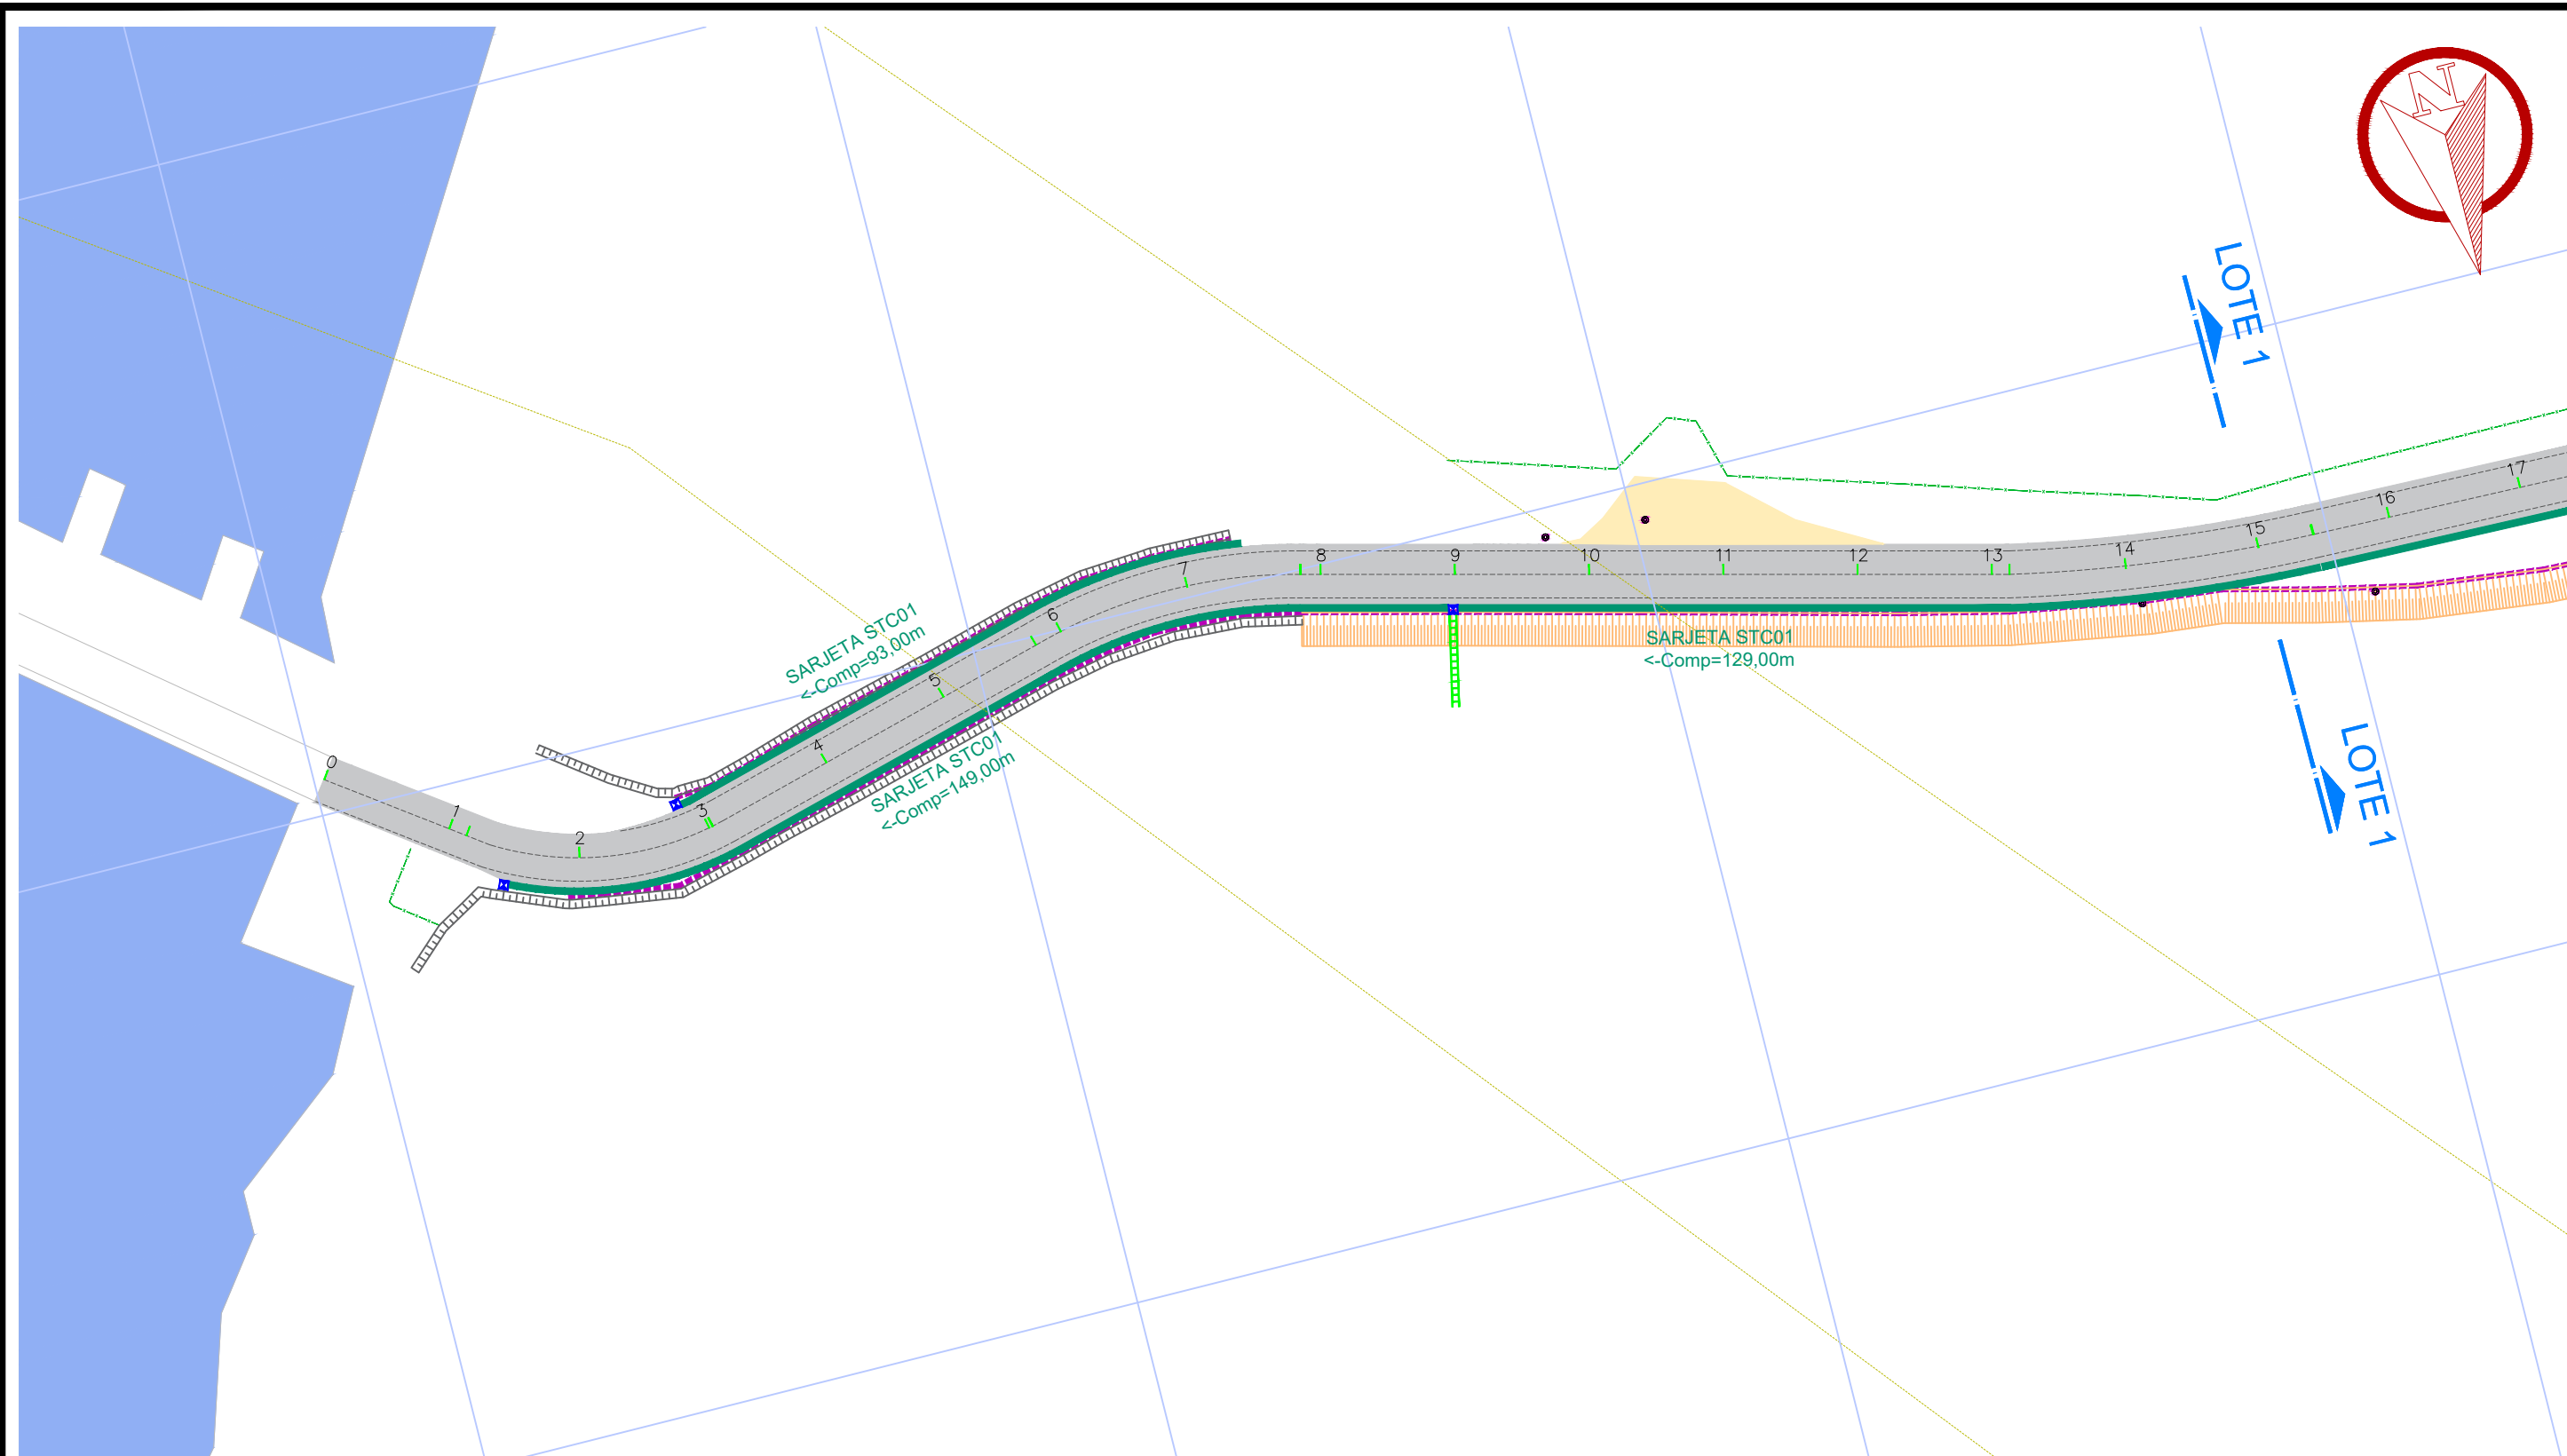 N
LOTE 1
17
16
15
14
13
12
11
10
9
8
7
6
5
4
3
2
1
0
SARJETA STC01
<-Comp=93,00m
SARJETA STC01
<-Comp=129,00m
SARJETA STC01
<-Comp=149,00m
LOTE 1